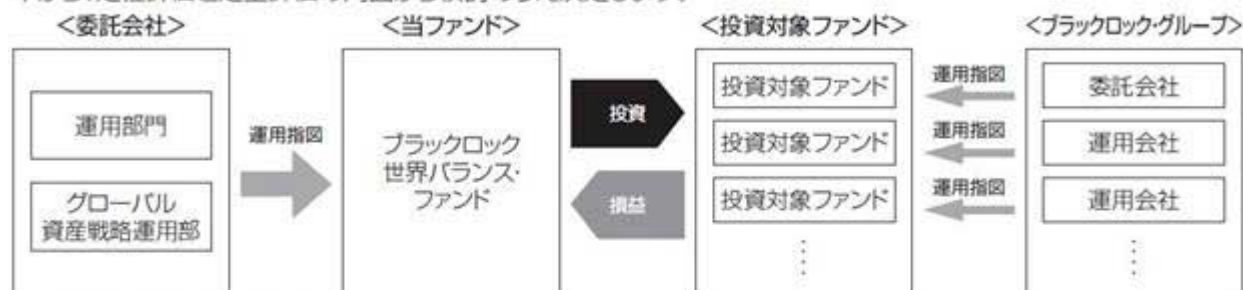 <委託会社>
<当ファンド>
<投資対象ファンド>
<ブラックロック・グループ>
運用部門
グローバル
資産戦略運用部
運用指図
ブラックロック
世界バランス・
ファンド
投資
損益
投資対象ファンド
投資対象ファンド
投資対象ファンド
運用指図
運用指図
運用指図
委託会社
運用会社
運用会社